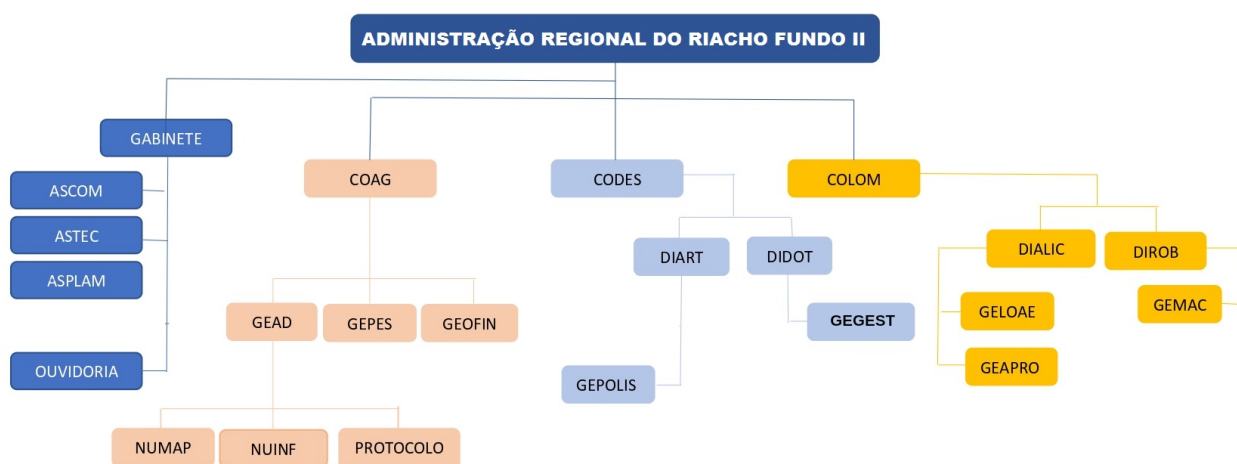 ADMINISTRAÇÃO REGIONAL DO RIACHO FUNDO II
GABINETE
ASCOM
ASTEC
ASPLAM
OUVIDORIA
COAG
GEAD
GEPES
GEOFIN
NUMAP
NUINF
PROTOCOLO
CODES
DIART
DIDOT
GEGEST
GEPOLIS
COLOM
DIALIC
DIROB
GELOAE
GEMAC
GEAPRO